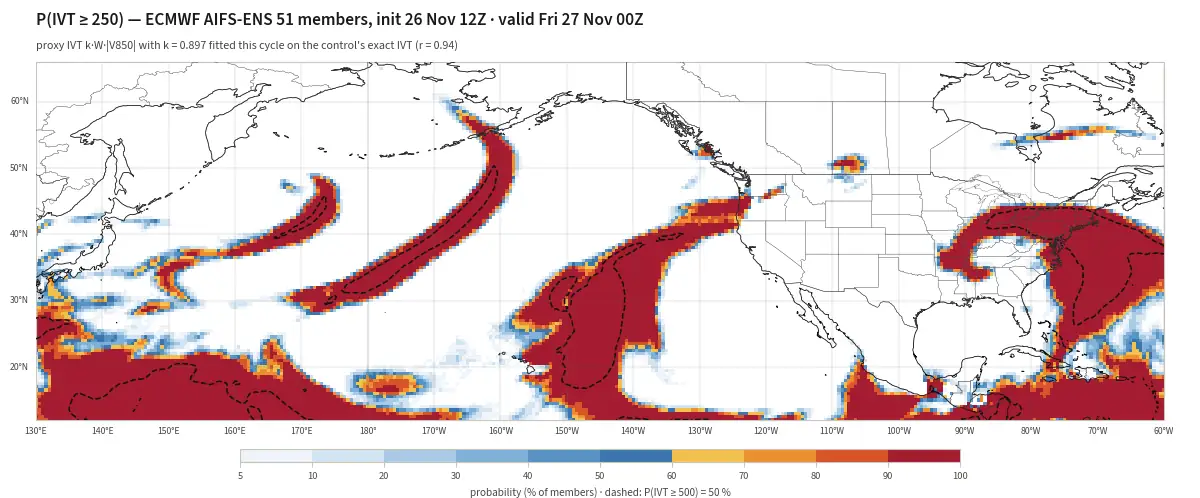 P(IVT ≥ 250) — ECMWF AIFS-ENS 51 members, init 26 Nov 12Z · valid Fri 27 Nov 00Z
proxy IVT k·W·|V850| with k = 0.897 fitted this cycle on the control's exact IVT (r = 0.94)
60°N
50°N
40°N
30°N
20°N
130°E 140°E 150°E 160°E 170°E 180° 170°W 160°W 150°W 140°W 130°W 120°W 110°W 100°W 90°W 80°W 70°W 60°W
5 10 20 30 40 50 60 70 80 90 100
probability (% of members) · dashed: P(IVT ≥ 500) = 50 %